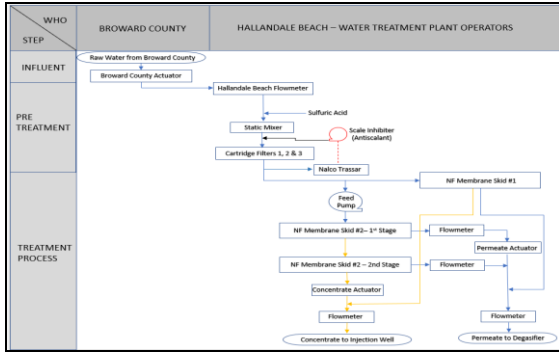 WHO
STEP
BROWARD COUNTY
HALLANDALE BEACH – WATER TREATMENT PLANT OPERATORS
INFLUENT
Raw Water from Broward County
Broward County Actuator
PRE
TREATMENT
Hallandale Beach Flowmeter
Sulfuric Acid
Static Mixer
Scale Inhibiter
(Antiscalant)
Cartridge Filters 1, 2 & 3
Nalco Trassar
TREATMENT
PROCESS
NF Membrane Skid #1
Feed
Pump
NF Membrane Skid #2– 1st Stage
Flowmeter
Permeate Actuator
NF Membrane Skid #2 – 2nd Stage
Flowmeter
Concentrate Actuator
Flowmeter
Flowmeter
Concentrate to Injection Well
Permeate to Degasifier